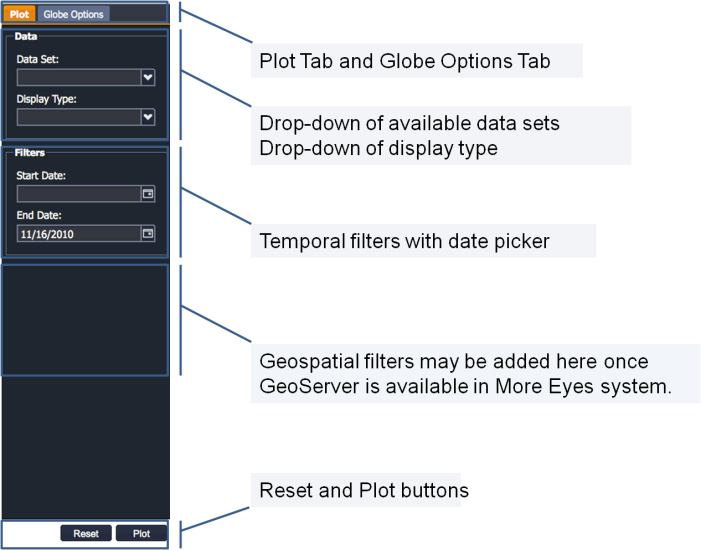 Plot Globe Options
Plot Tab and Globe Options Tab
Data
Data Set:
Display Type:
Drop-down of available data sets
Drop-down of display type
Filters
Start Date:
End Date:
11/16/2010
Temporal filters with date picker
Geospatial filters may be added here once
GeoServer is available in More Eyes system.
Reset and Plot buttons
Reset Plot